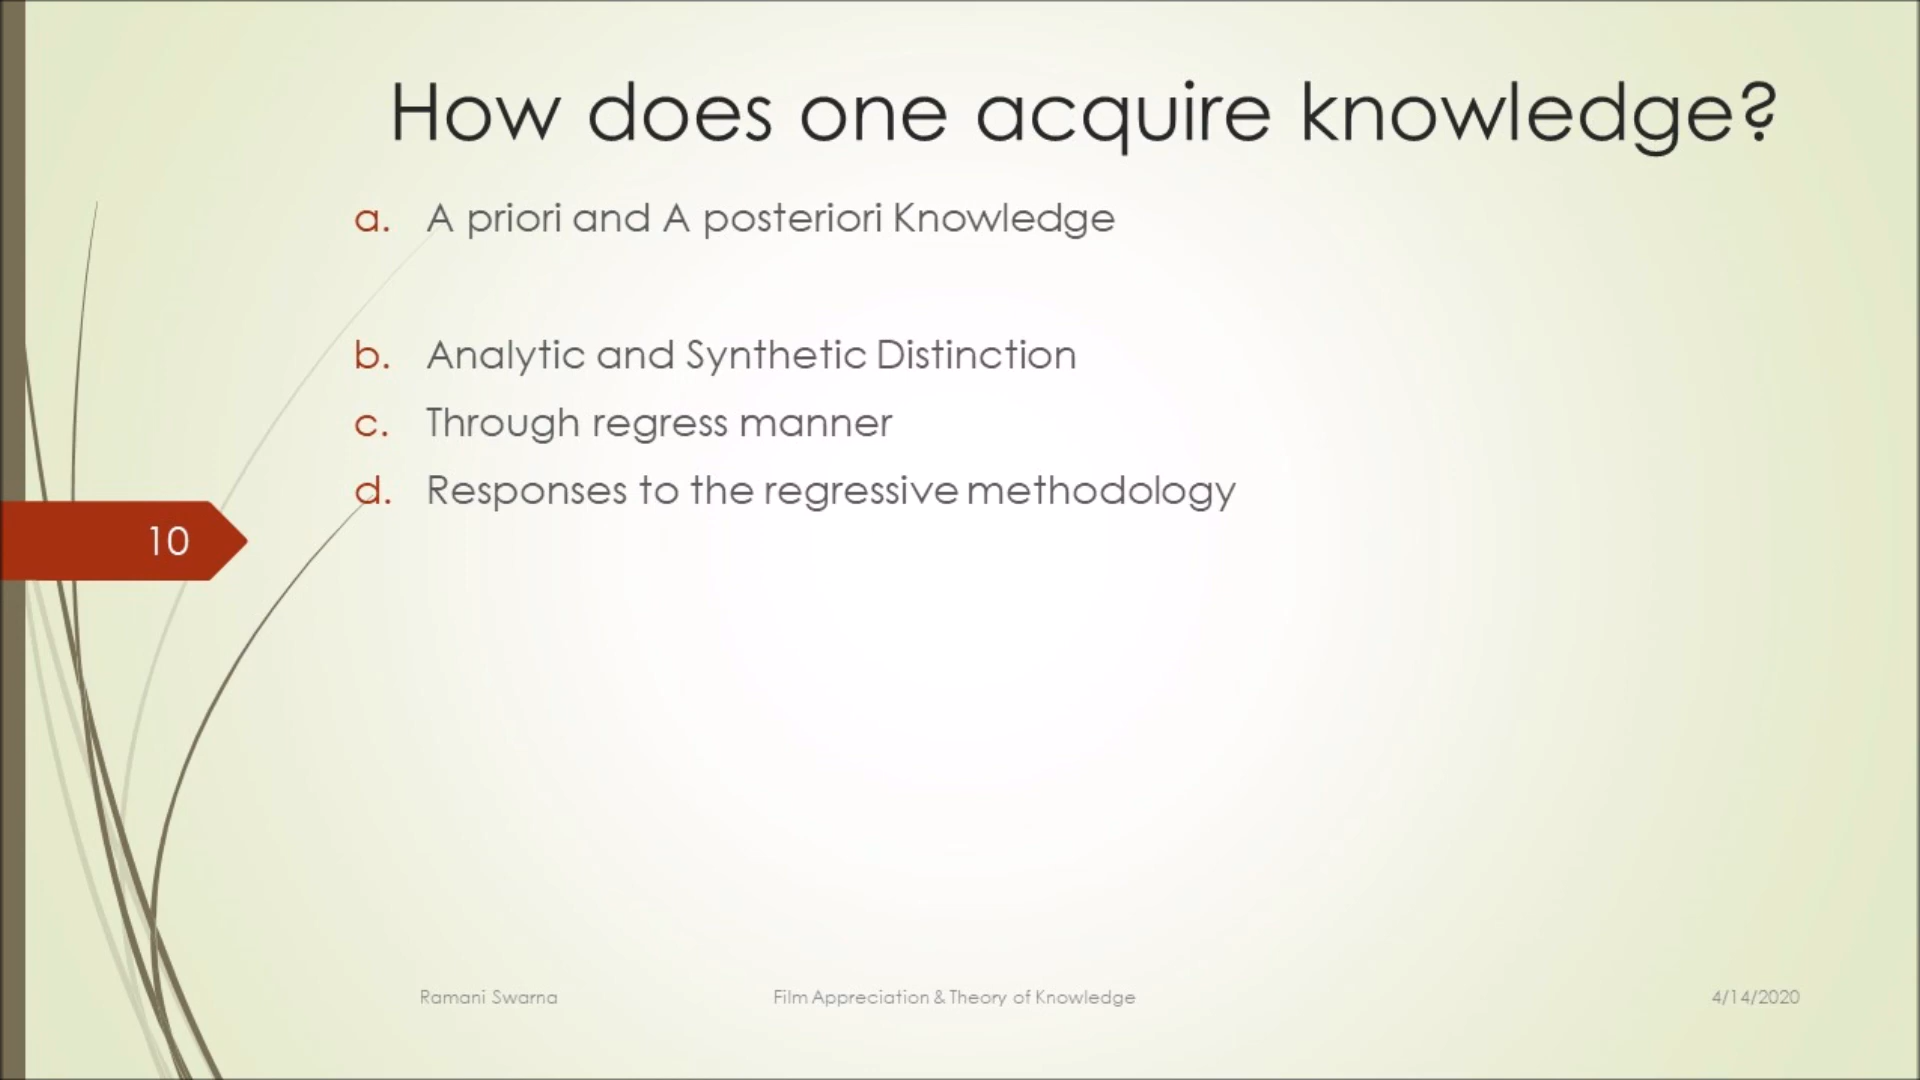 How does one acquire knowledge?
a. A priori and A posteriori Knowledge
b. Analytic and Synthetic Distinction
c. Through regress manner
d. Responses to the regressive methodology
10
Ramani Swarna
Film Appreciation & Theory of Knowledge
4/14/2020